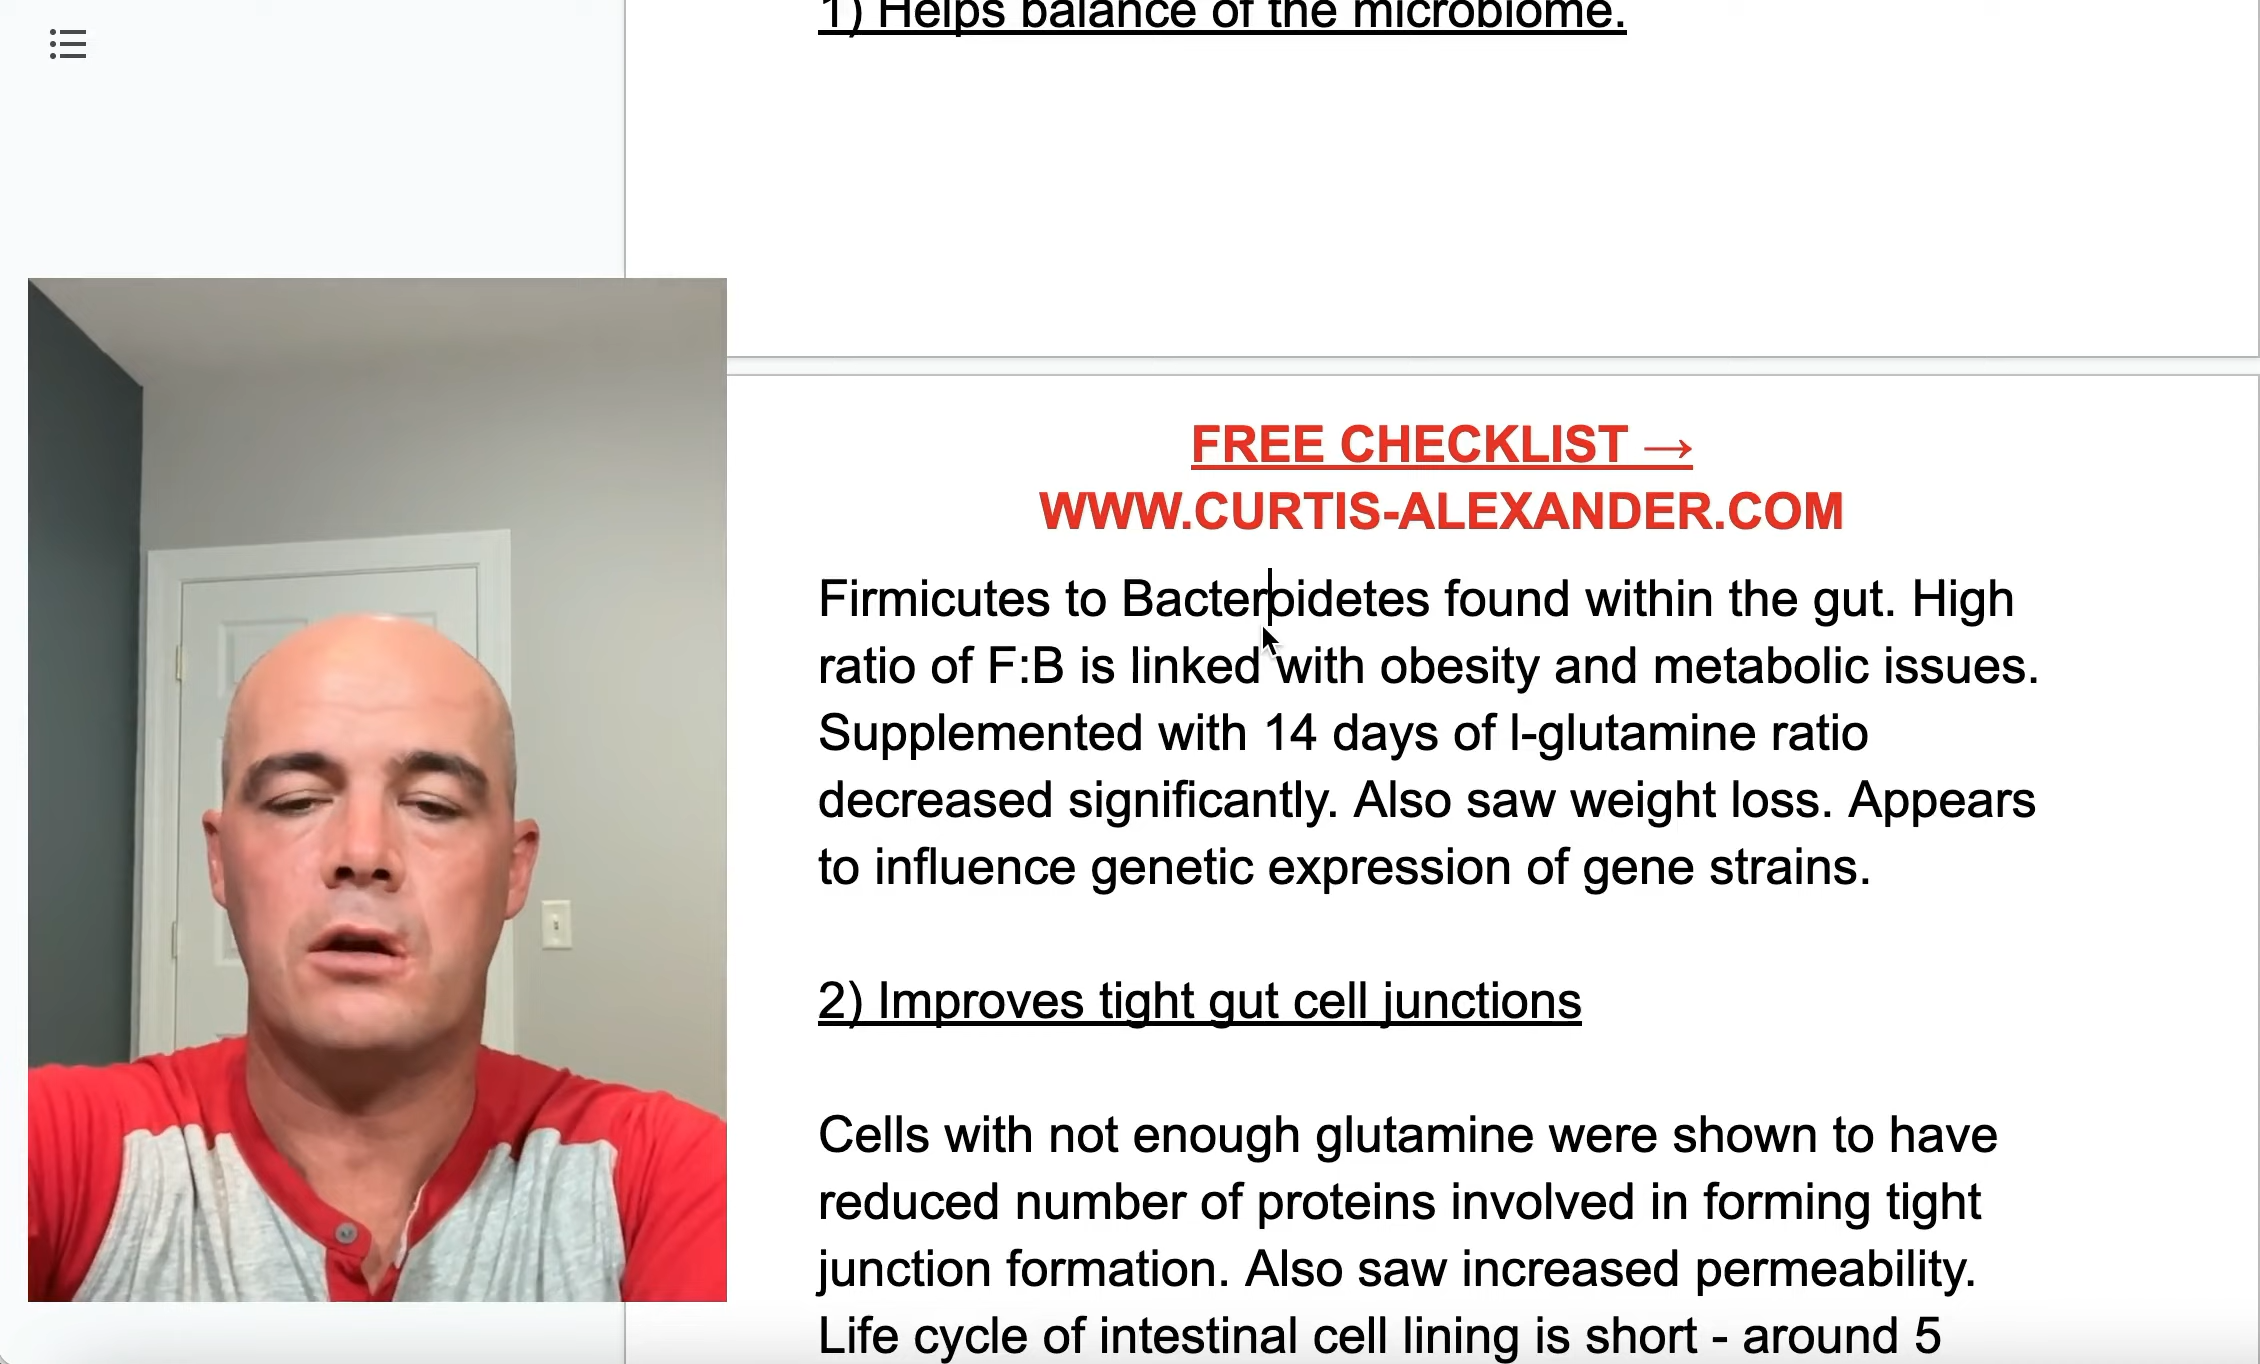 1) Helps balance of the microbiome.
FREE CHECKLIST →
WWW.CURTIS-ALEXANDER.COM
Firmicutes to Bacteroidetes found within the gut. High
ratio of F:B is linked with obesity and metabolic issues.
Supplemented with 14 days of l-glutamine ratio
decreased significantly. Also saw weight loss. Appears
to influence genetic expression of gene strains.
2) Improves tight gut cell junctions
Cells with not enough glutamine were shown to have
reduced number of proteins involved in forming tight
junction formation. Also saw increased permeability.
Life cycle of intestinal cell lining is short - around 5